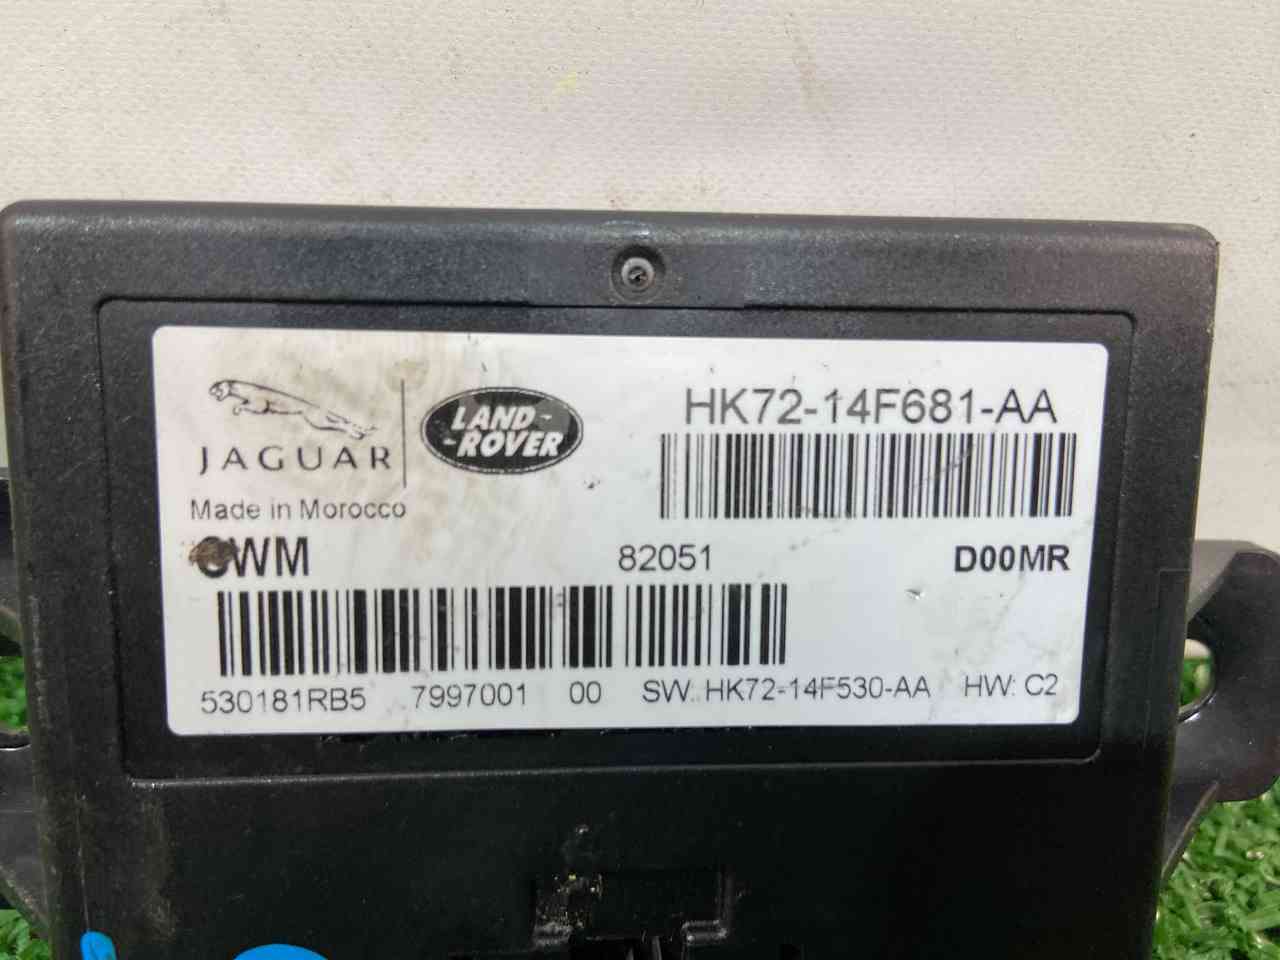 JAGUAR
LAND-
-ROVER
HK72-14F681-AA
Made in Morocco
GWM 82051 D00MR
530181RB5 7997001 00 SW: HK72-14F530-AA HW: C2